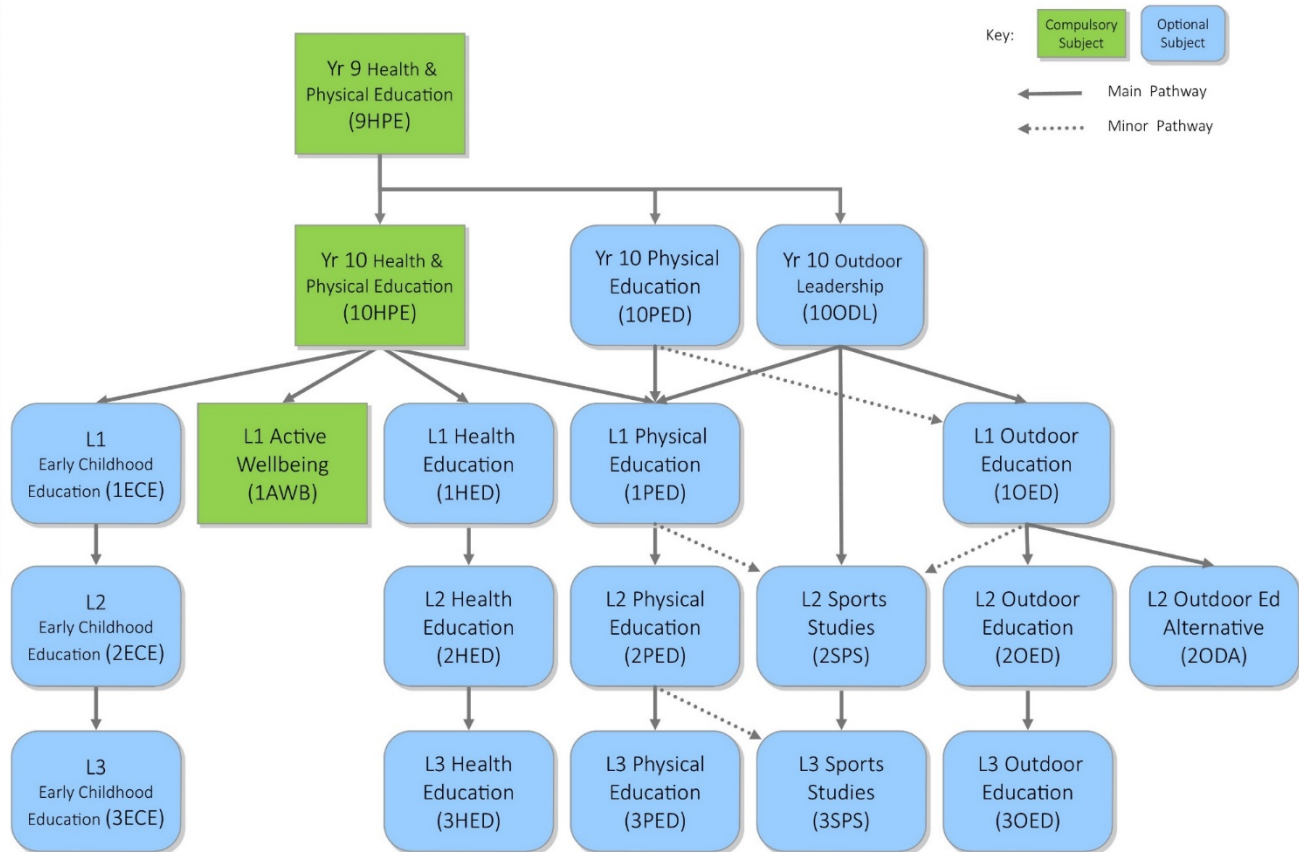 Key:
Compulsory
Subject
Optional
Subject
Main Pathway
Minor Pathway
Yr 9 Health &
Physical Education
(9HPE)
Yr 10 Health &
Physical Education
(10HPE)
Yr 10 Physical
Education
(10PED)
Yr 10 Outdoor
Leadership
(10ODL)
L1
Early Childhood
Education (1ECE)
L1 Active
Wellbeing
(1AWB)
L1 Health
Education
(1HED)
L1 Physical
Education
(1PED)
L1 Outdoor
Education
(1OED)
L2
Early Childhood
Education (2ECE)
L2 Health
Education
(2HED)
L2 Physical
Education
(2PED)
L2 Sports
Studies
(2SPS)
L2 Outdoor
Education
(2OED)
L2 Outdoor Ed
Alternative
(2ODA)
L3
Early Childhood
Education (3ECE)
L3 Health
Education
(3HED)
L3 Physical
Education
(3PED)
L3 Sports
Studies
(3SPS)
L3 Outdoor
Education
(3OED)